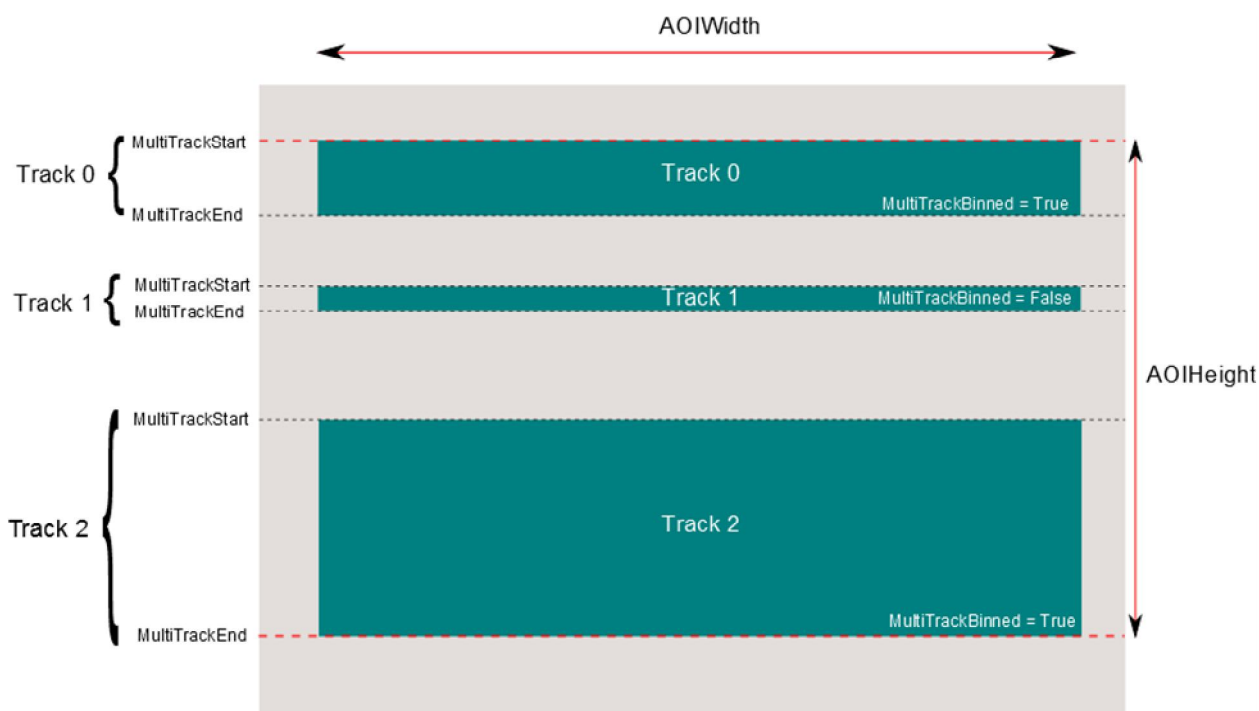 AOIWidth
MultiTrackStart
Track 0
Track 0
MultiTrackBinned = True
MultiTrackEnd
MultiTrackStart
Track 1
Track 1
MultiTrackBinned = False
MultiTrackEnd
AOIHeight
MultiTrackStart
Track 2
Track 2
MultiTrackBinned = True
MultiTrackEnd